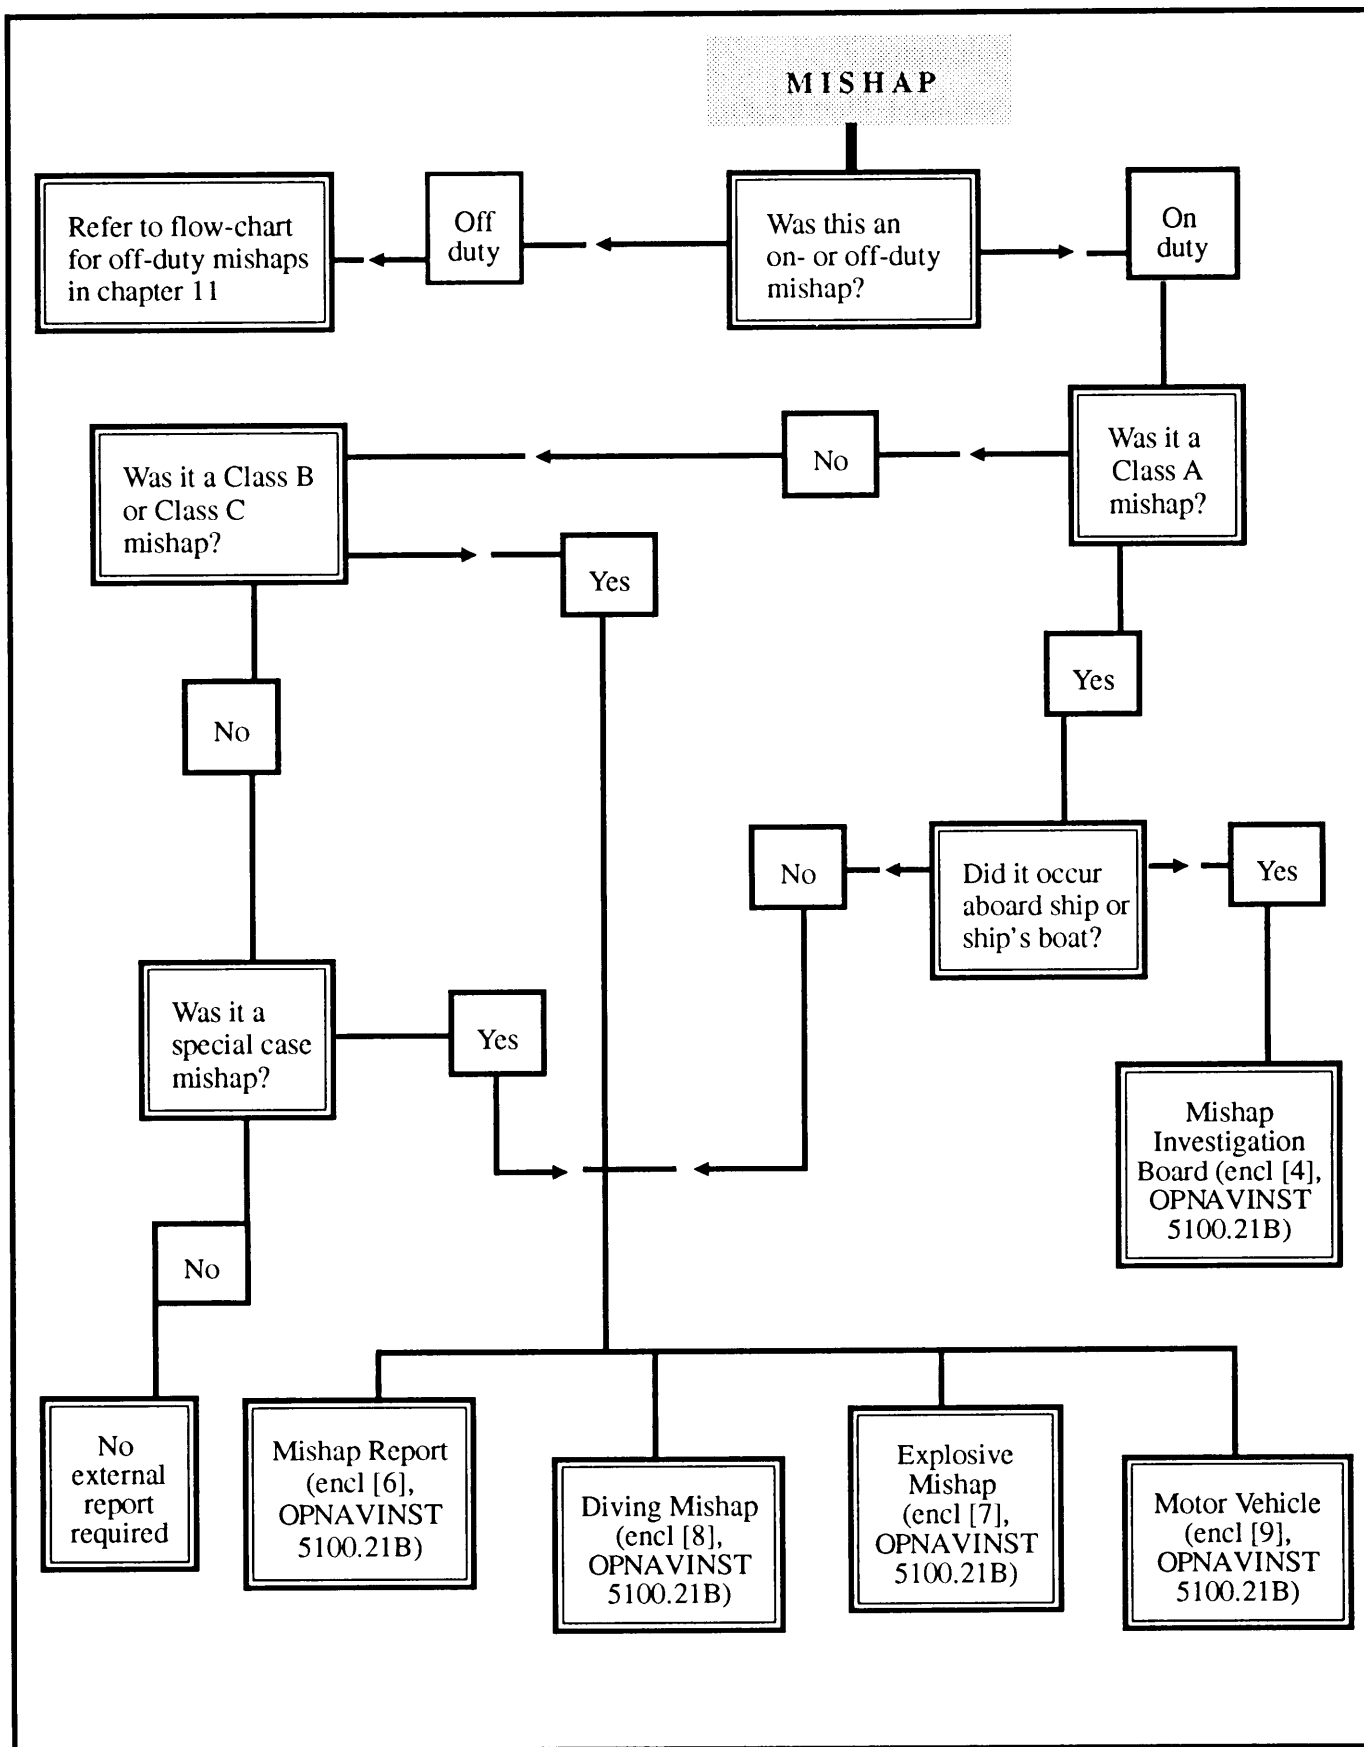 MISHAP
Refer to flow-chart
for off-duty mishaps
in chapter 11
Off
duty
Was this an
on- or off-duty
mishap?
On
duty
Was it a Class B
or Class C
mishap?
No
Was it a
Class A
mishap?
Yes
Yes
No
No
Did it occur
aboard ship or
ship's boat?
Yes
Was it a
special case
mishap?
Yes
Mishap
Investigation
Board (encl [4],
OPNAVINST
5100.21B)
No
No
external
report
required
Mishap Report
(encl [6],
OPNAVINST
5100.21B)
Diving Mishap
(encl [8],
OPNAVINST
5100.21B)
Explosive
Mishap
(encl [7],
OPNAVINST
5100.21B)
Motor Vehicle
(encl [9],
OPNAVINST
5100.21B)